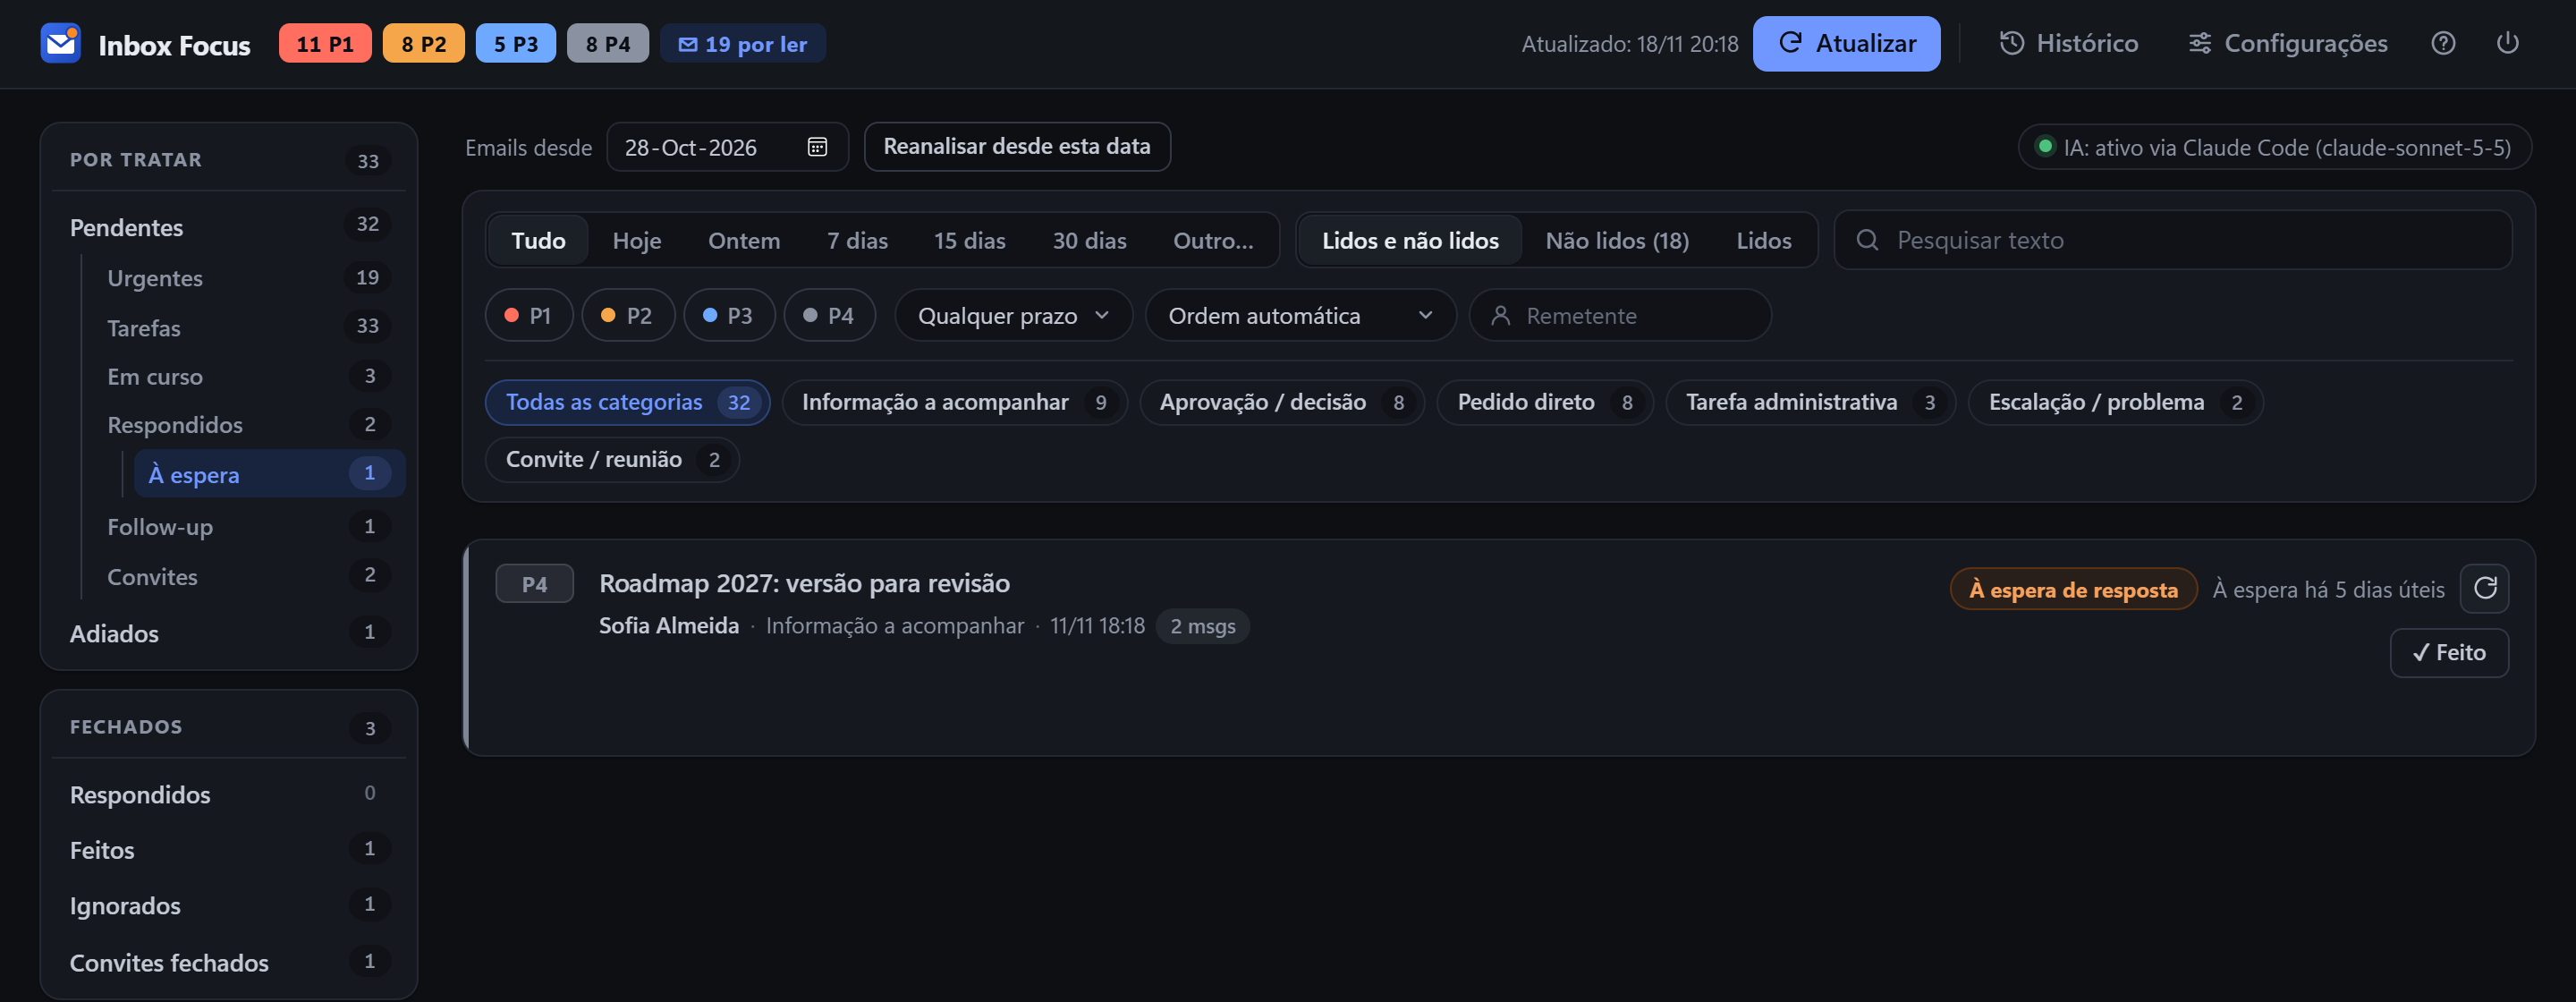 Inbox Focus 11 P1 8 P2 5 P3 8 P4 19 por ler Atualizado: 18/11 20:18 Atualizar Histórico Configurações
POR TRATAR 33
Pendentes 32
Urgentes 19
Tarefas 33
Em curso 3
Respondidos 2
À espera 1
Follow-up 1
Convites 2
Adiados 1
FECHADOS 3
Respondidos 0
Feitos 1
Ignorados 1
Convites fechados 1
Emails desde 28-Oct-2026 Reanalisar desde esta data IA: ativo via Claude Code (claude-sonnet-5-5)
Tudo Hoje Ontem 7 dias 15 dias 30 dias Outro... Lidos e não lidos Não lidos (18) Lidos Pesquisar texto
P1 P2 P3 P4 Qualquer prazo Ordem automática Remetente
Todas as categorias 32 Informação a acompanhar 9 Aprovação / decisão 8 Pedido direto 8 Tarefa administrativa 3 Escalação / problema 2
Convite / reunião 2
P4 Roadmap 2027: versão para revisão À espera de resposta À espera há 5 dias úteis
Sofia Almeida · Informação a acompanhar · 11/11 18:18 2 msgs
✓ Feito